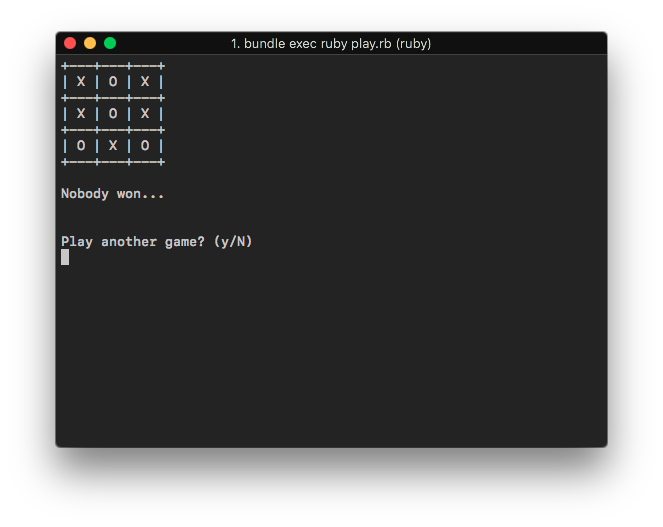 1. bundle exec ruby play.rb (ruby)
+---+---+---+
| X | O | X |
+---+---+---+
| X | O | X |
+---+---+---+
| O | X | O |
+---+---+---+
Nobody won...
Play another game? (y/N)